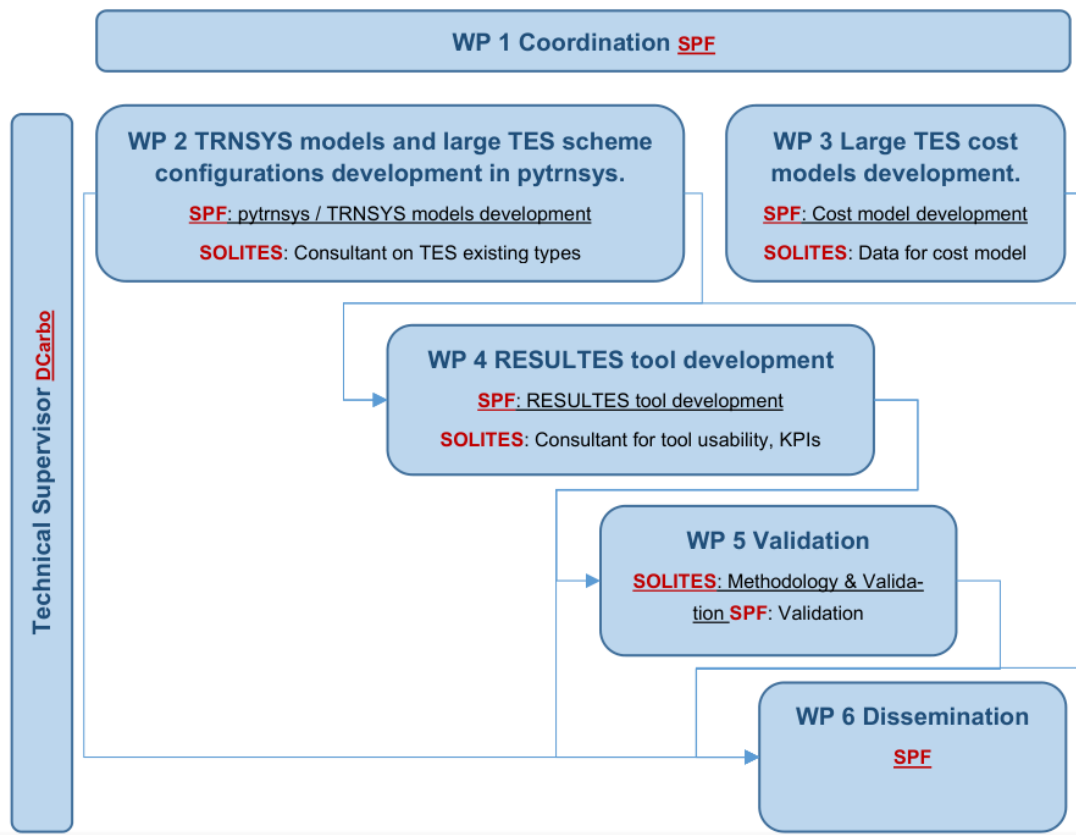 WP 1 Coordination SPF
Technical Supervisor DCarbo
WP 2 TRNSYS models and large TES scheme
configurations development in pytrnsys.
SPF: pytrnsys / TRNSYS models development
SOLITES: Consultant on TES existing types
WP 3 Large TES cost
models development.
SPF: Cost model development
SOLITES: Data for cost model
WP 4 RESULTES tool development
SPF: RESULTES tool development
SOLITES: Consultant for tool usability, KPIs
WP 5 Validation
SOLITES: Methodology & Valida-
tion SPF: Validation
WP 6 Dissemination
SPF